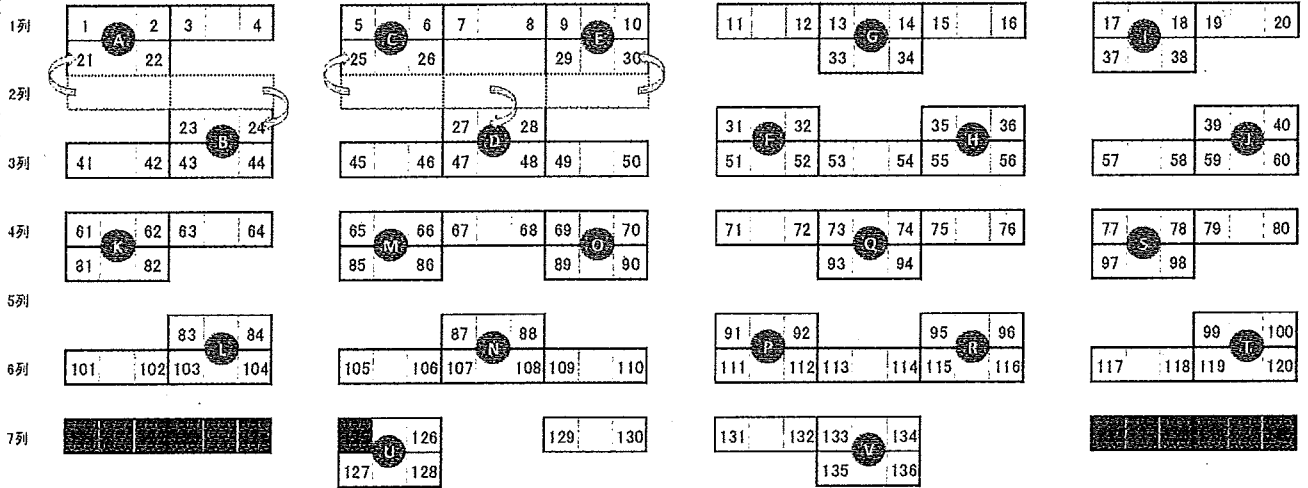 1列 1 A 2 3 4 5 C 6 7 8 9 E 10 11 12 13 G 14 15 16 17 I 18 19 20
21 22 25 26 29 30 33 34 37 38
2列
23 B 24 27 D 28 31 F 32 35 H 36 39 J 40
3列 41 42 43 44 45 46 47 48 49 50 51 52 53 54 55 56 57 58 59 60
4列 61 K 62 63 64 65 M 66 67 68 69 O 70 71 72 73 Q 74 75 76 77 S 78 79 80
81 82 85 86 89 90 93 94 97 98
5列
83 L 84 87 N 88 91 P 92 95 R 96 99 T 100
6列 101 102 103 104 105 106 107 108 109 110 111 112 113 114 115 116 117 118 119 120
7列 U 126 129 130 131 132 133 V 134
127 128 135 136